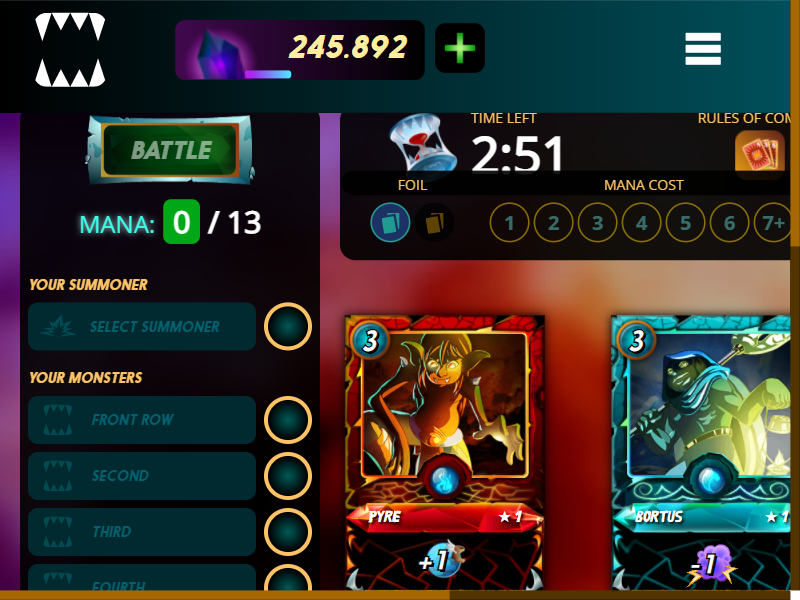 245.892
BATTLE
MANA: 0 / 13
YOUR SUMMONER
SELECT SUMMONER
YOUR MONSTERS
FRONT ROW
SECOND
THIRD
FOURTH
TIME LEFT
2:51
RULES OF COM
FOIL
MANA COST
1 2 3 4 5 6 7+
3
PYRE ★ 1
+1
3
BORTUS ★ 1
-1